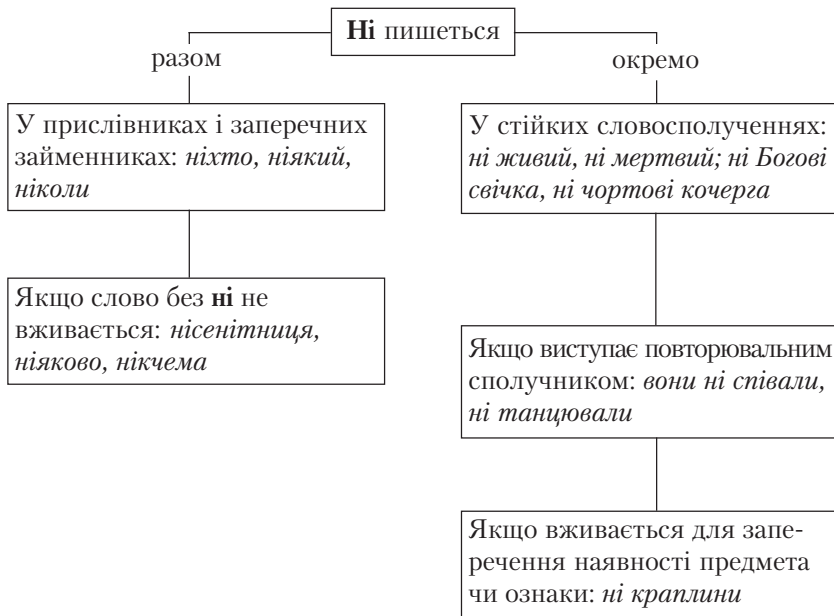 Ні пишеться
разом
У прислівниках і заперечних
займенниках: ніхто, ніякий,
ніколи
Якщо слово без ні не
вживається: нісенітниця,
ніяково, нікчема
окремо
У стійких словосполученнях:
ні живий, ні мертвий; ні Богові
свічка, ні чортові кочерга
Якщо виступає повторювальним
сполучником: вони ні співали,
ні танцювали
Якщо вживається для запе-
речення наявності предмета
чи ознаки: ні краплини